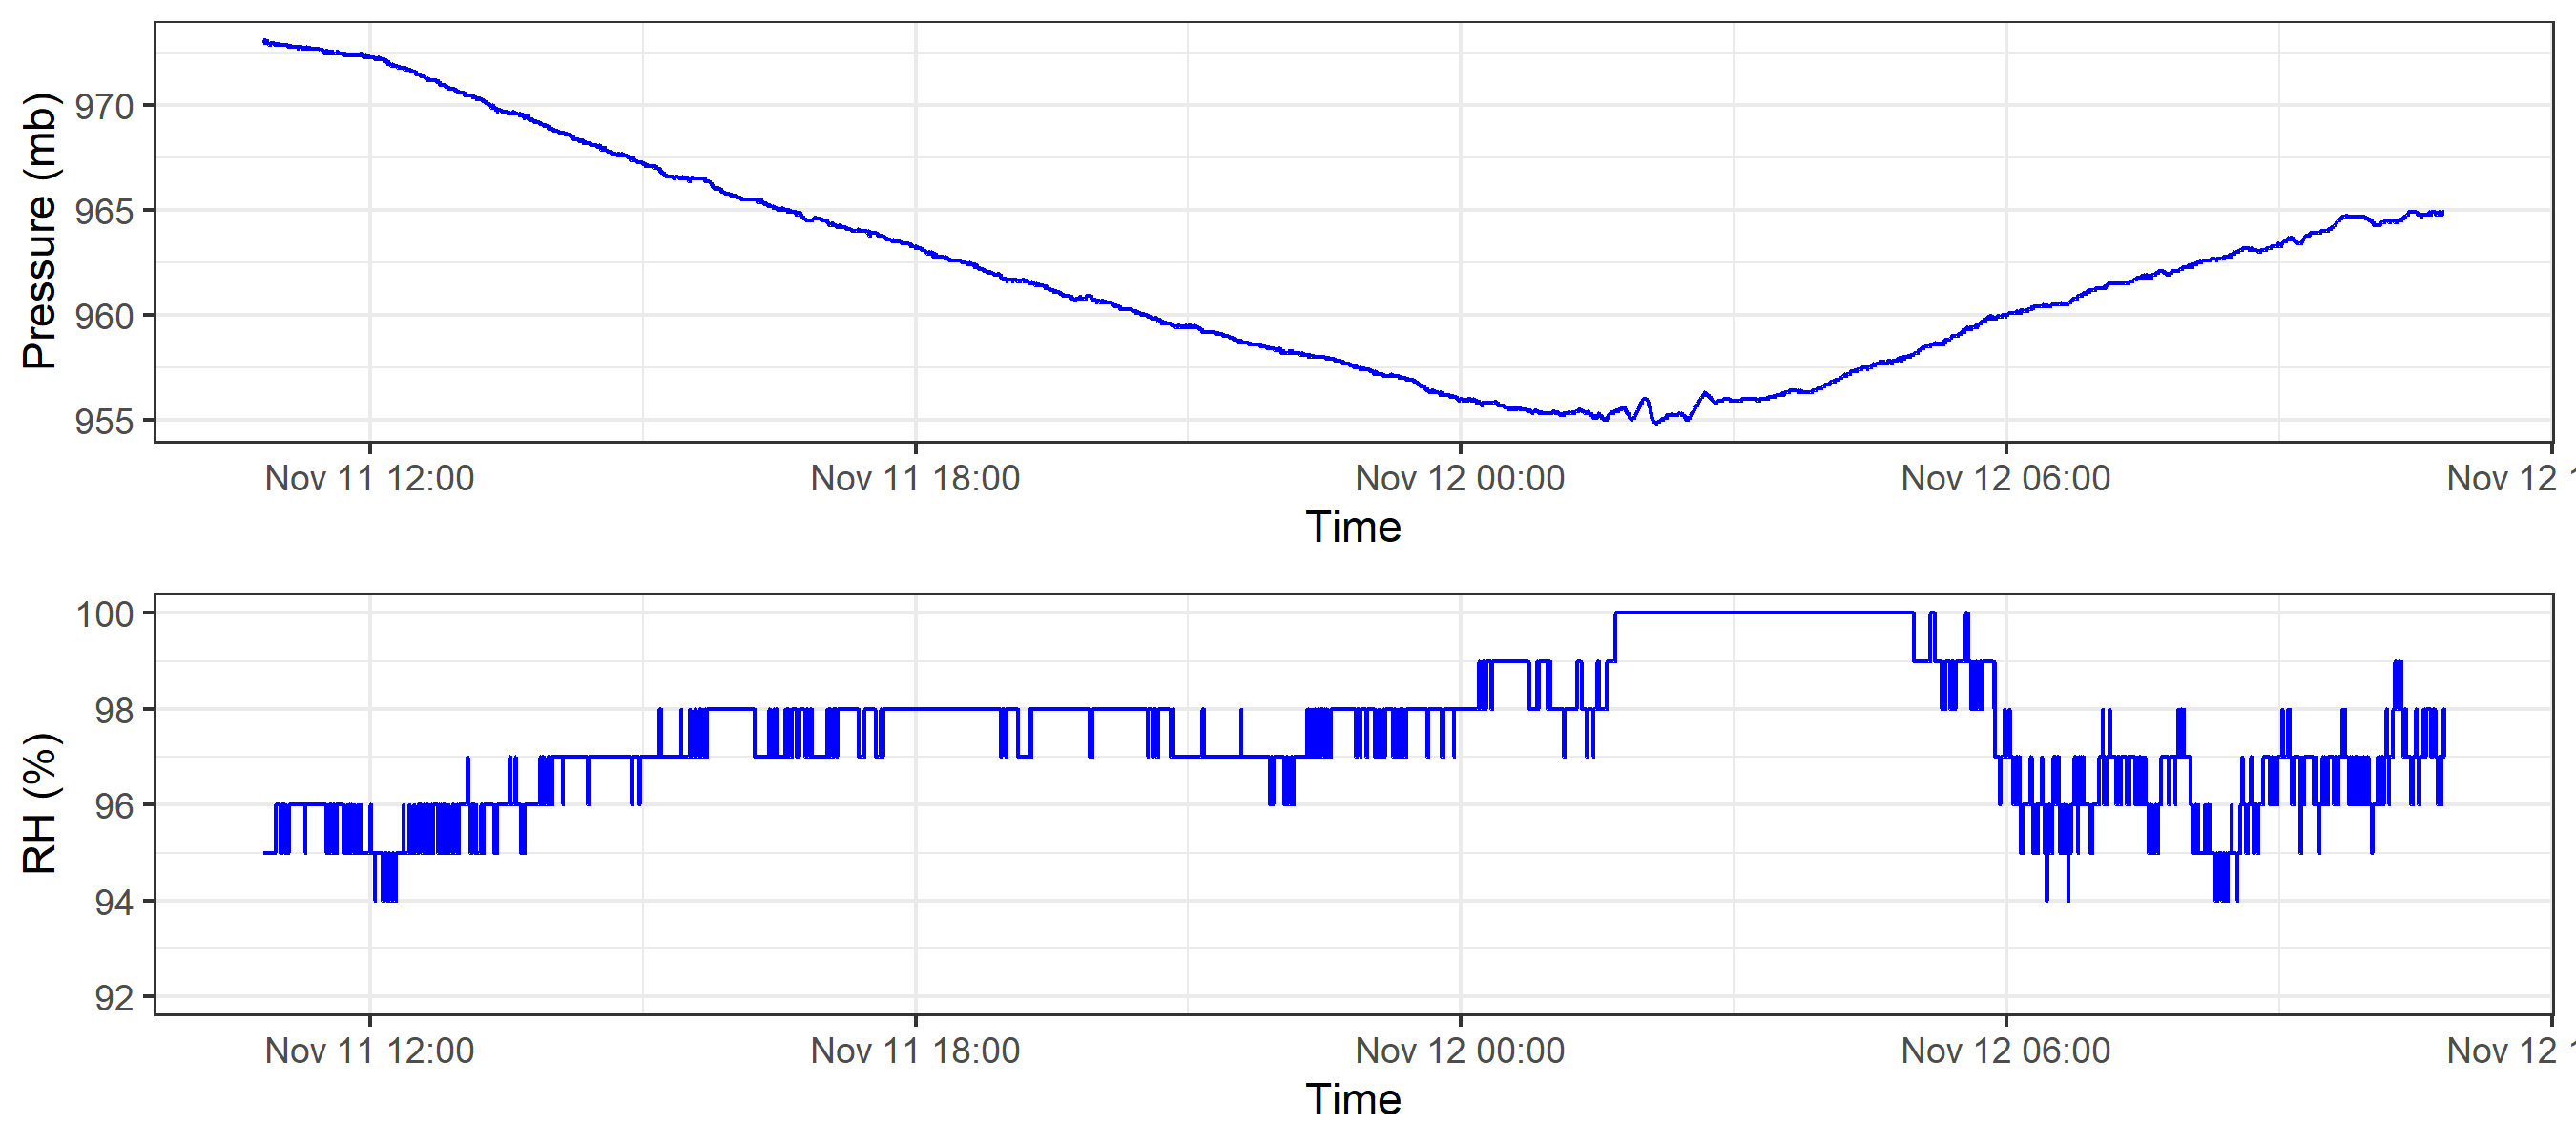 Pressure (mb)
970
965
960
955
Nov 11 12:00
Nov 11 18:00
Nov 12 00:00
Nov 12 06:00
Nov 12 1
Time
RH (%)
100
98
96
94
92
Nov 11 12:00
Nov 11 18:00
Nov 12 00:00
Nov 12 06:00
Nov 12 1
Time